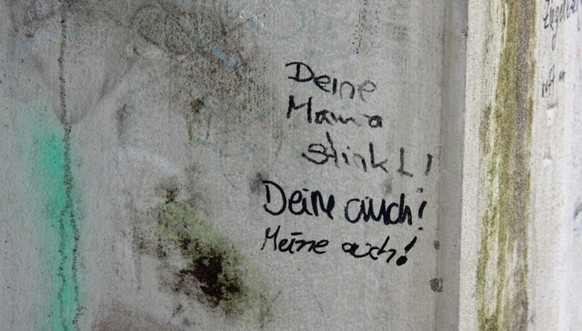 Deine
Mama
stinkt!
Deine auch!
Meine auch!